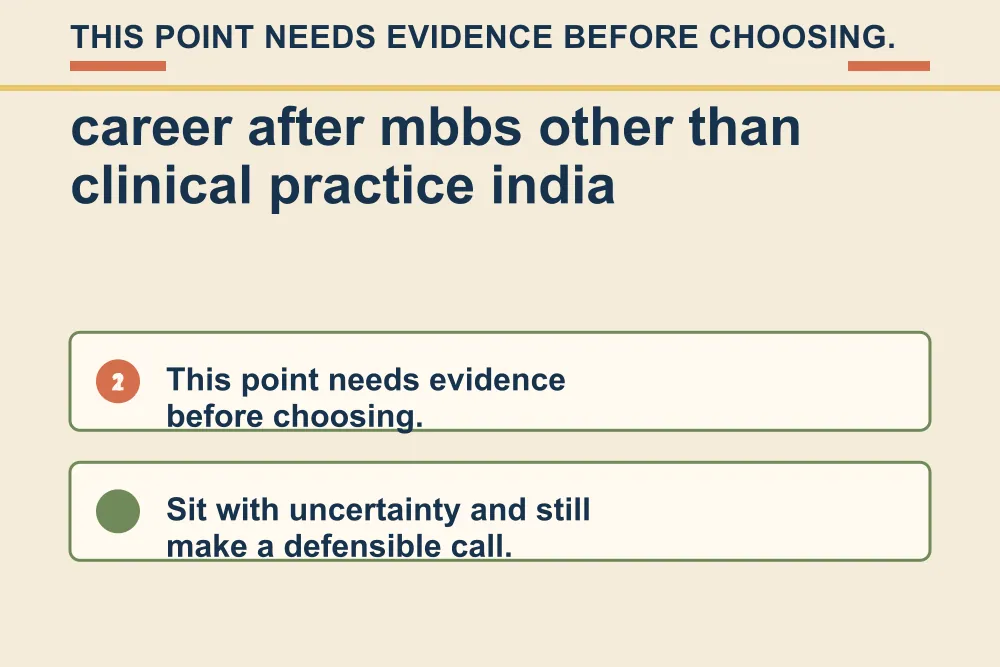 THIS POINT NEEDS EVIDENCE BEFORE CHOOSING.
career after mbbs other than
clinical practice india
2
This point needs evidence
before choosing.
Sit with uncertainty and still
make a defensible call.